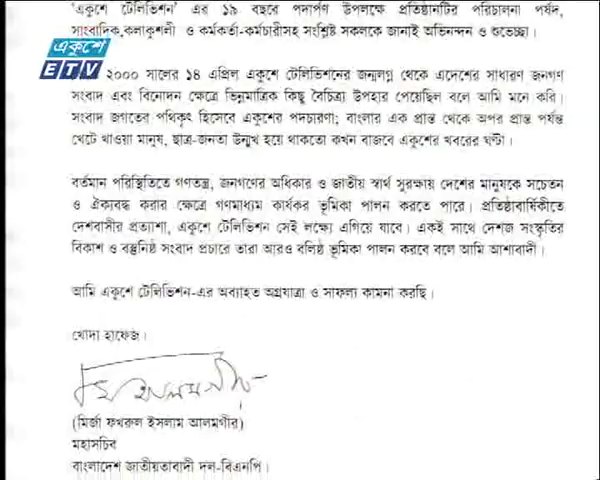 'একুশে টেলিভিশন' এর ১৯ বছরে পদার্পণ উপলক্ষে প্রতিষ্ঠানটির পরিচালনা পর্ষদ,
সাংবাদিক,কলাকুশলী ও কর্মকর্তা-কর্মচারীসহ সংশ্লিষ্ট সকলকে জানাই অভিনন্দন ও শুভেচ্ছা।
একুশে
ETV
২০০০ সালের ১৪ এপ্রিল একুশে টেলিভিশনের জন্মলগ্ন থেকে এদেশের সাধারণ জনগণ
সংবাদ এবং বিনোদন ক্ষেত্রে ভিন্নমাত্রিক কিছু বৈচিত্র্য উপহার পেয়েছিল বলে আমি মনে করি।
সংবাদ জগতের পথিকৃৎ হিসেবে একুশের পদচারণা; বাংলার এক প্রান্ত থেকে অপর প্রান্ত পর্যন্ত
খেটে খাওয়া মানুষ, ছাত্র-জনতা উন্মুখ হয়ে থাকতো কখন বাজবে একুশের খবরের ঘণ্টা।
বর্তমান পরিস্থিতিতে গণতন্ত্র, জনগণের অধিকার ও জাতীয় স্বার্থ সুরক্ষায় দেশের মানুষকে সচেতন
ও ঐক্যবদ্ধ করার ক্ষেত্রে গণমাধ্যম কার্যকর ভূমিকা পালন করতে পারে। প্রতিষ্ঠাবার্ষিকীতে
দেশবাসীর প্রত্যাশা, একুশে টেলিভিশন সেই লক্ষ্যে এগিয়ে যাবে। একই সাথে দেশজ সংস্কৃতির
বিকাশ ও বস্তুনিষ্ঠ সংবাদ প্রচারে তারা আরও বলিষ্ঠ ভূমিকা পালন করবে বলে আমি আশাবাদী।
আমি একুশে টেলিভিশন-এর অব্যাহত অগ্রযাত্রা ও সাফল্য কামনা করছি।
খোদা হাফেজ।
(মির্জা ফখরুল ইসলাম আলমগীর)
মহাসচিব
বাংলাদেশ জাতীয়তাবাদী দল-বিএনপি।